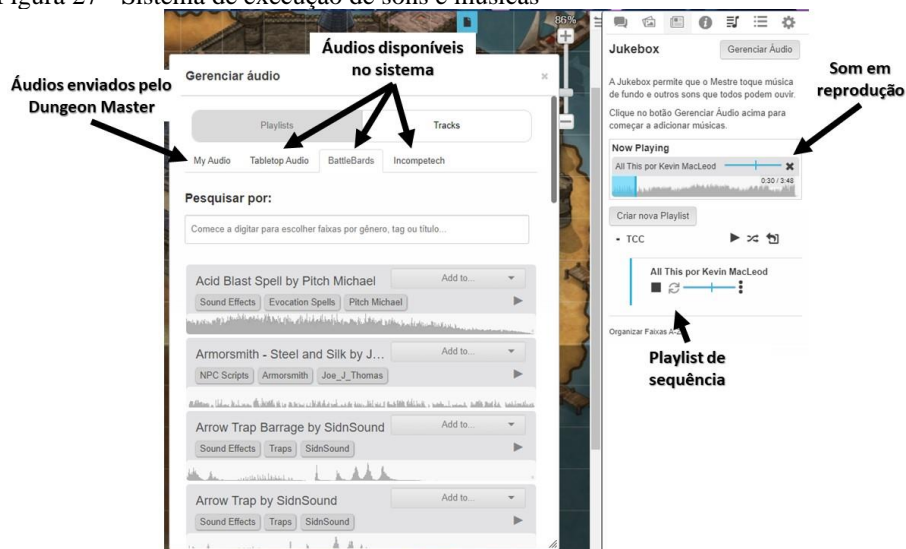 Figura 27 - Sistema de execução de sons e músicas
86%
Áudios disponíveis
no sistema
Áudios enviados pelo
Dungeon Master
Gerenciar áudio
Playlists
Tracks
My Audio
Tabletop Audio
BattleBards
Incompetech
Pesquisar por:
Comece a digitar para escolher faixas por gênero, tag ou título...
Acid Blast Spell by Pitch Michael
Add to...
Sound Effects
Evocation Spells
Pitch Michael
Armorsmith - Steel and Silk by J...
Add to...
NPC Scripts
Armorsmith
Joe_J_Thomas
Arrow Trap Barrage by SidnSound
Add to...
Sound Effects
Traps
SidnSound
Arrow Trap by SidnSound
Add to...
Sound Effects
Traps
SidnSound
Jukebox
Gerenciar Áudio
A Jukebox permite que o Mestre toque música
de fundo e outros sons que todos podem ouvir.
Clique no botão Gerenciar Áudio acima para
começar a adicionar músicas.
Som em
reprodução
Now Playing
All This por Kevin MacLeod
0:30 / 3:48
Criar nova Playlist
TCC
All This por Kevin MacLeod
Organizar Faixas A-Z
Playlist de
sequência